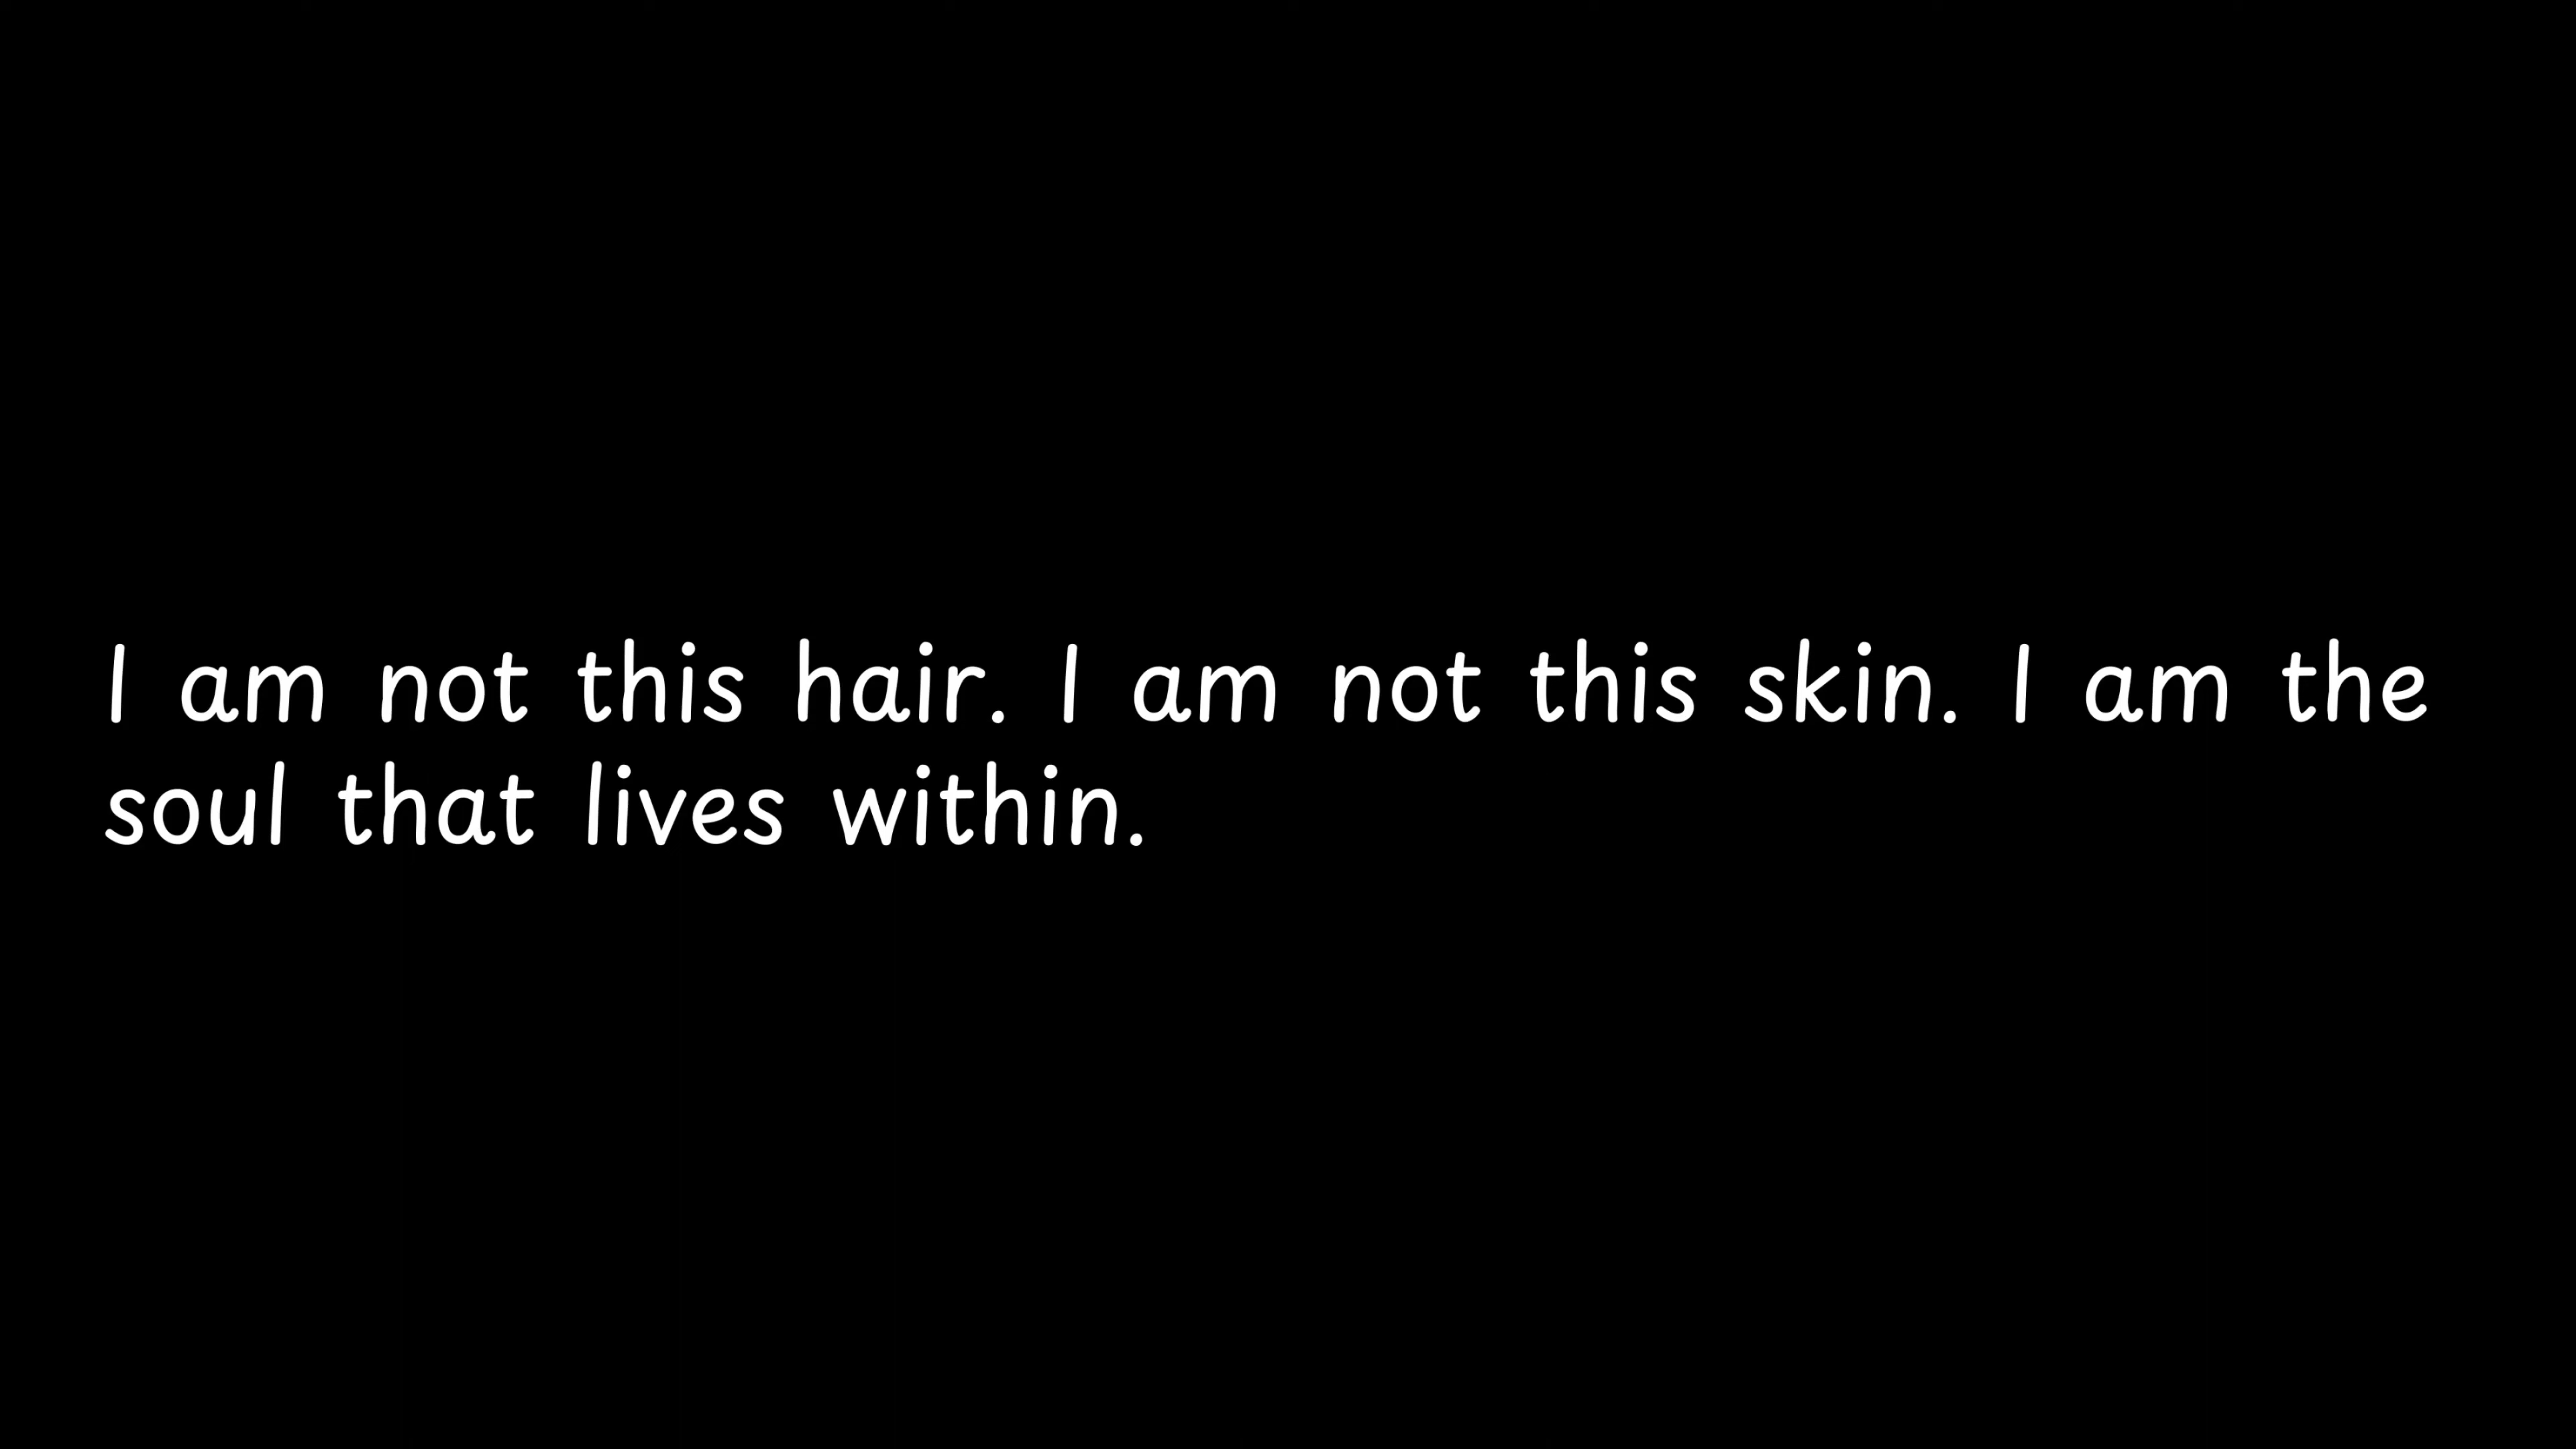 I am not this hair. I am not this skin. I am the
soul that lives within.